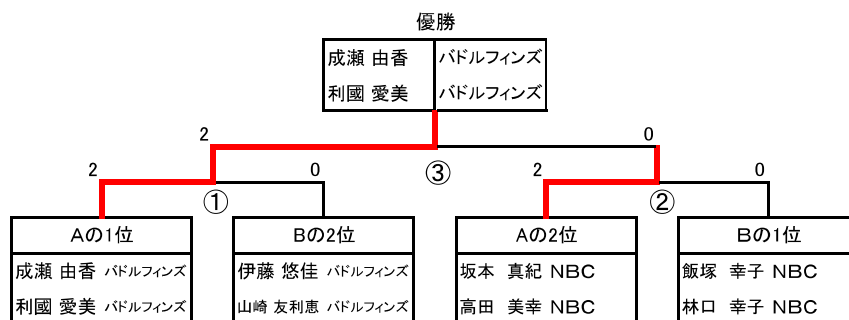 優勝
成瀬 由香 バドルフィンズ
利國 愛美 バドルフィンズ
2 0
2 0 ③ 2 0
① ②
Aの1位 Bの2位 Aの2位 Bの1位
成瀬 由香 バドルフィンズ 伊藤 悠佳 バドルフィンズ 坂本 真紀 NBC 飯塚 幸子 NBC
利國 愛美 バドルフィンズ 山崎 友利恵 バドルフィンズ 高田 美幸 NBC 林口 幸子 NBC